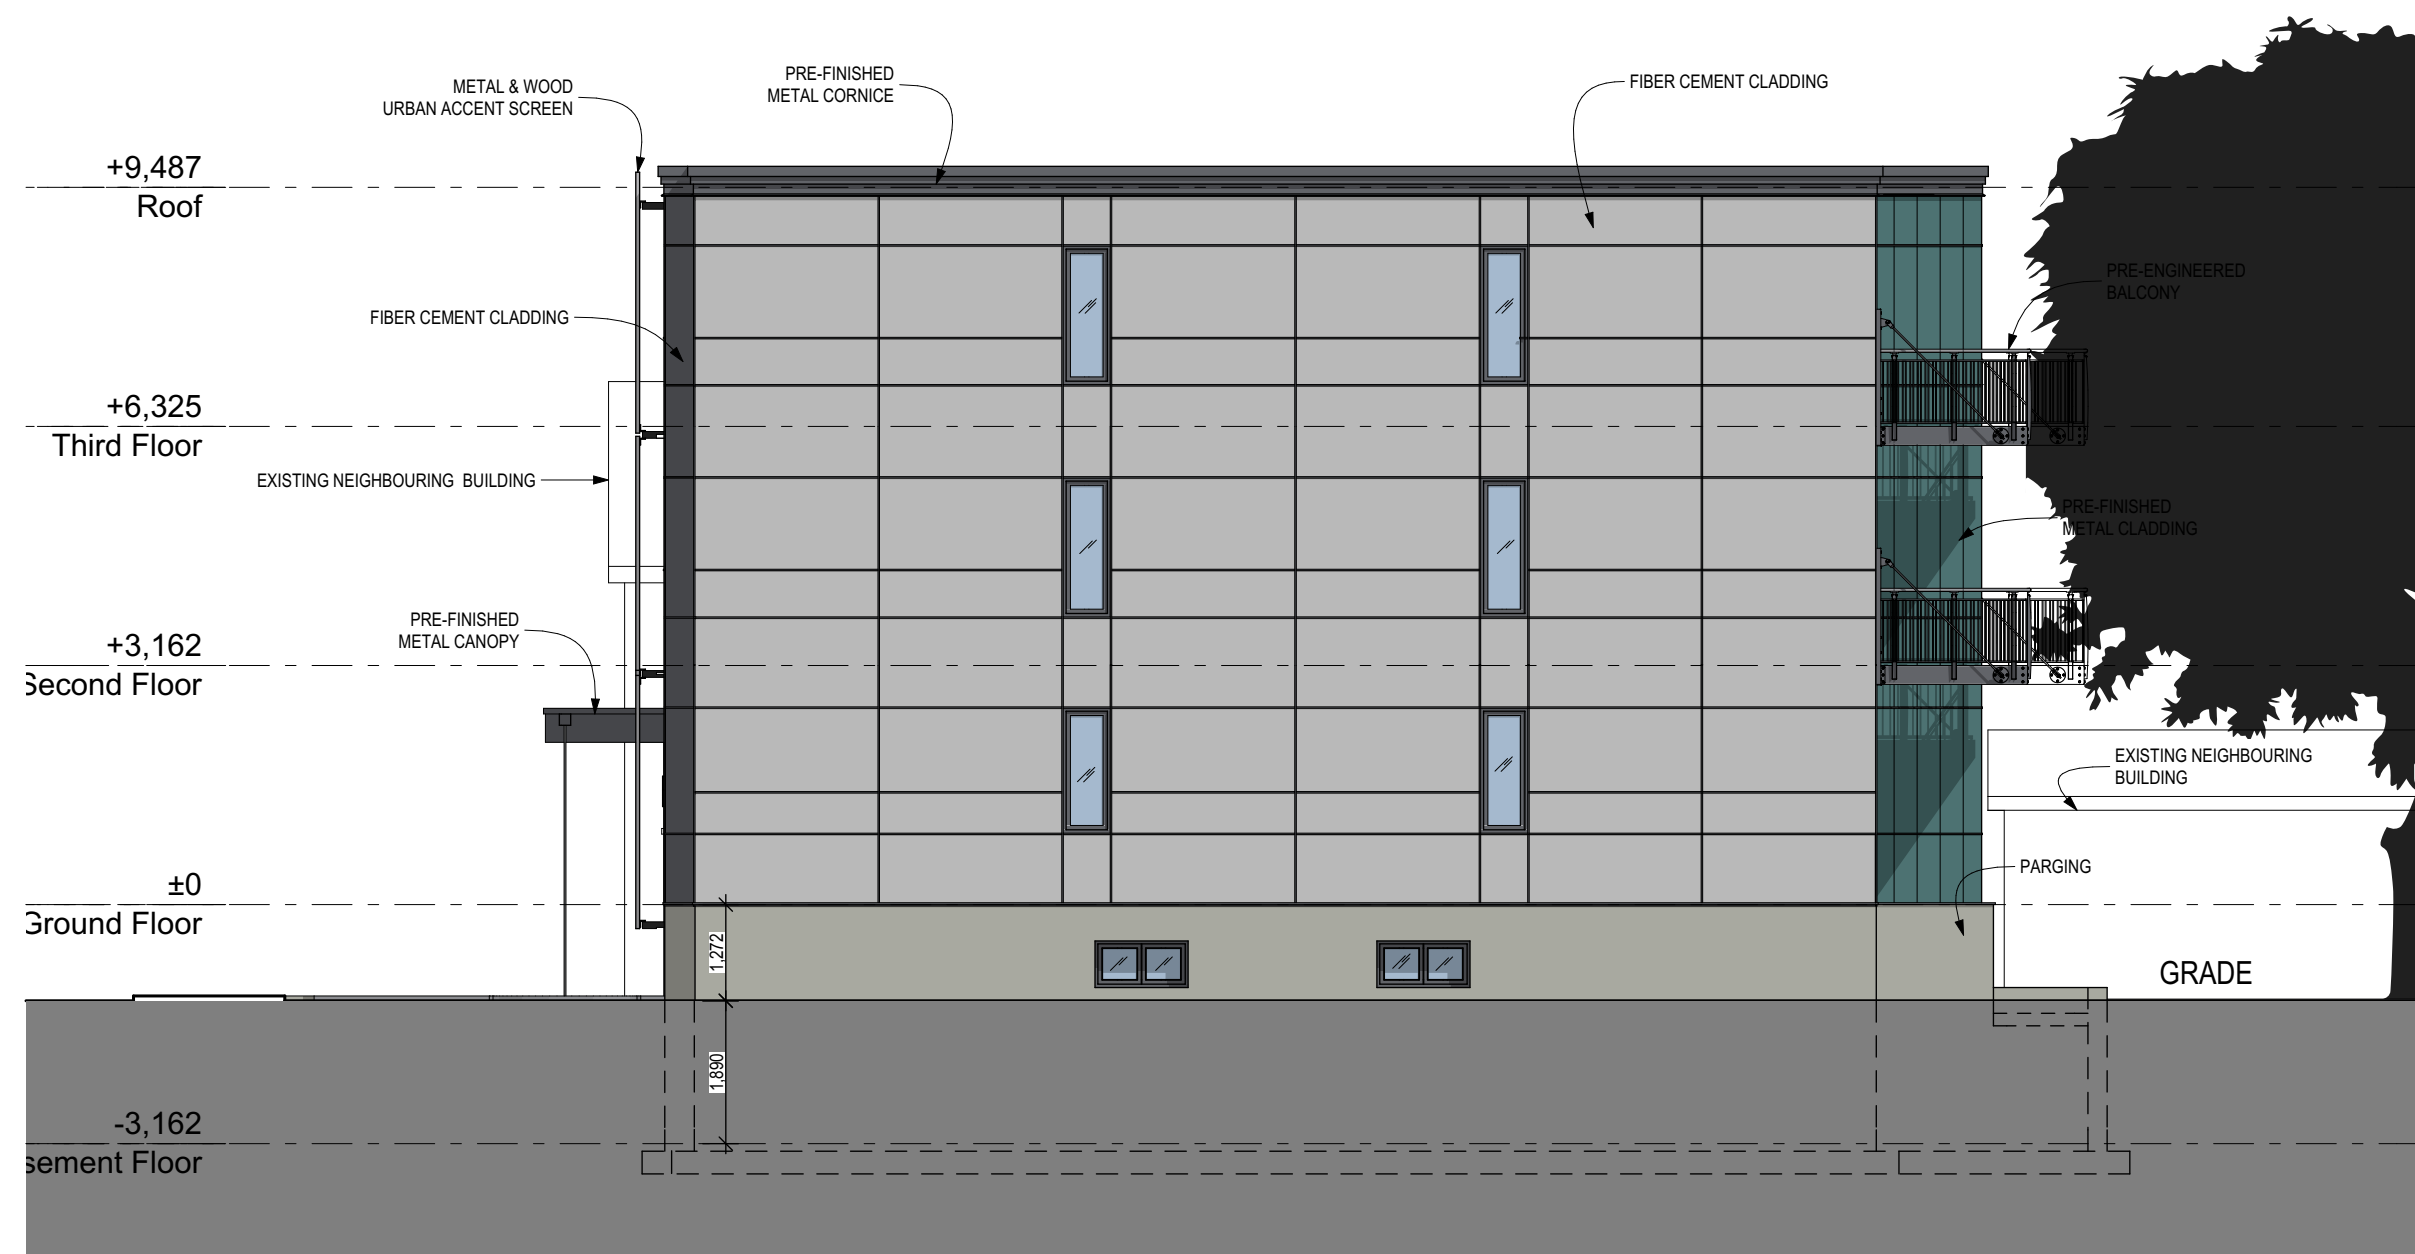 METAL & WOOD
URBAN ACCENT SCREEN
PRE-FINISHED
METAL CORNICE
FIBER CEMENT CLADDING
+9,487
Roof
PRE-ENGINEERED
BALCONY
FIBER CEMENT CLADDING
+6,325
Third Floor
EXISTING NEIGHBOURING BUILDING
PRE-FINISHED
METAL CLADDING
PRE-FINISHED
METAL CANOPY
+3,162
Second Floor
EXISTING NEIGHBOURING
BUILDING
PARGING
±0
Ground Floor
1,272
GRADE
1,890
-3,162
sement Floor